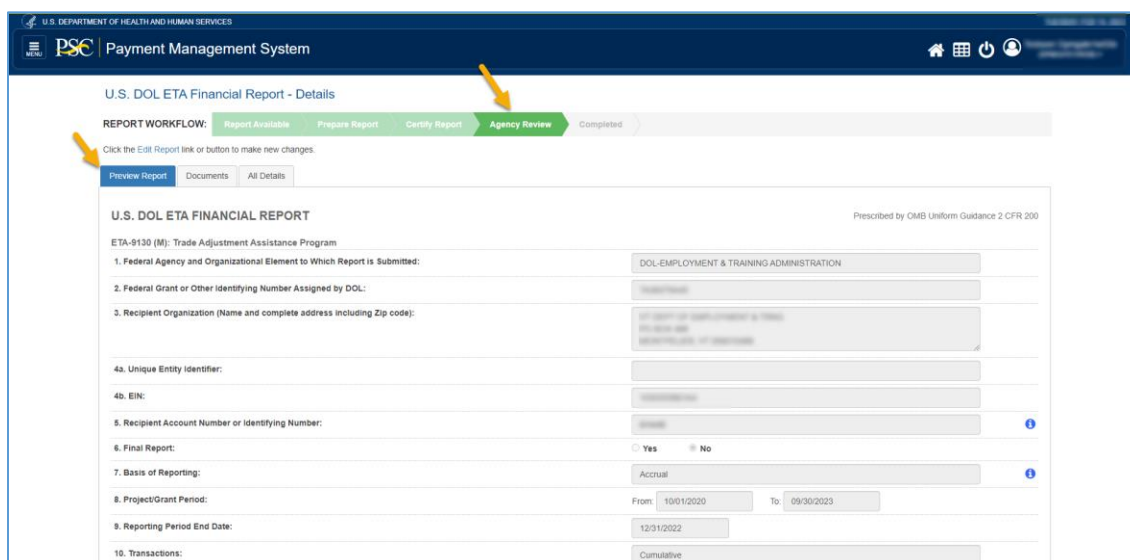 U.S. DEPARTMENT OF HEALTH AND HUMAN SERVICES
MENU PSC Payment Management System
U.S. DOL ETA Financial Report - Details
REPORT WORKFLOW: Report Available Prepare Report Certify Report Agency Review Completed
Click the Edit Report link or button to make new changes.
Preview Report Documents All Details
U.S. DOL ETA FINANCIAL REPORT Prescribed by OMB Uniform Guidance 2 CFR 200
ETA-9130 (M): Trade Adjustment Assistance Program
1. Federal Agency and Organizational Element to Which Report is Submitted: DOL-EMPLOYMENT & TRAINING ADMINISTRATION
2. Federal Grant or Other Identifying Number Assigned by DOL:
3. Recipient Organization (Name and complete address including Zip code):
4a. Unique Entity Identifier:
4b. EIN:
5. Recipient Account Number or Identifying Number:
6. Final Report: Yes No
7. Basis of Reporting: Accrual
8. Project/Grant Period: From: 10/01/2020 To: 09/30/2023
9. Reporting Period End Date: 12/31/2022
10. Transactions: Cumulative